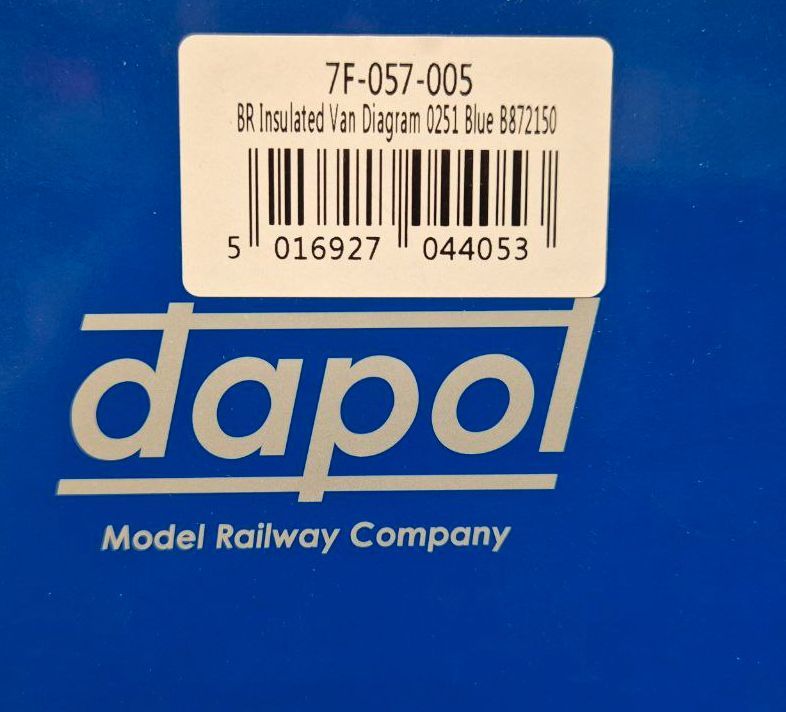 7F-057-005
BR Insulated Van Diagram 0251 Blue B872150
5 016927 044053
dapol
Model Railway Company